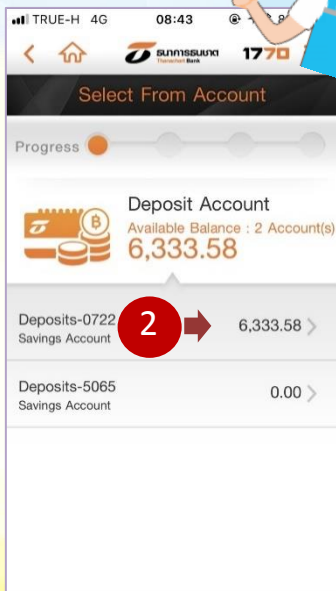 TRUE-H 4G 08:43
ธนาคารธนชาต 1770
Thanachart Bank
Select From Account
Progress
Deposit Account
Available Balance : 2 Account(s)
6,333.58
Deposits-0722
Savings Account
2
6,333.58
Deposits-5065
Savings Account
0.00